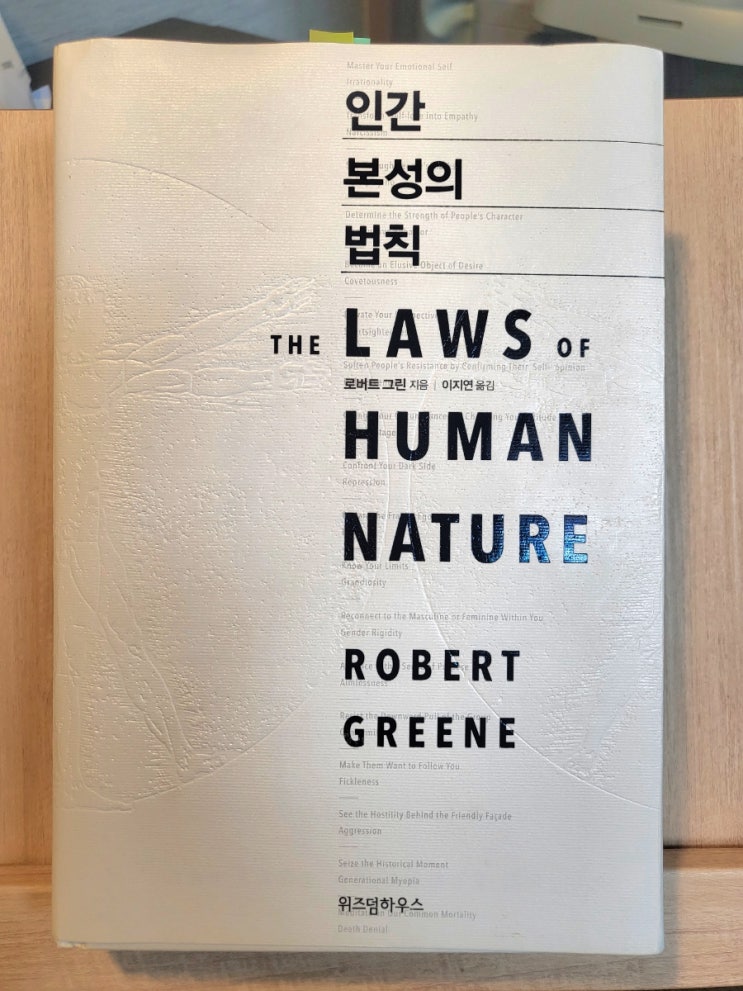 Master Your Emotional Self
Irrationality
인간
into Empathy
Narcissism
본성의
Determine the Strength of People's Character
법칙
an Elusive Object of Desire
Covetousness
THE LAWS OF
Soften People's Resistance by Confirming Their Self-Opinion
로버트 그린 지음 | 이지연 옮김
HUMAN
Confront Your Dark Side
Repression
NATURE
Know Your Limits
Grandiosity
Reconnect to the Masculine or Feminine Within You
Gender Rigidity
ROBERT
Aimlessness
GREENE
Make Them Want to Follow You
Fickleness
See the Hostility Behind the Friendly Façade
Aggression
Seize the Historical Moment
Generational Myopia
위즈덤하우스
Common Mortality
Death Denial